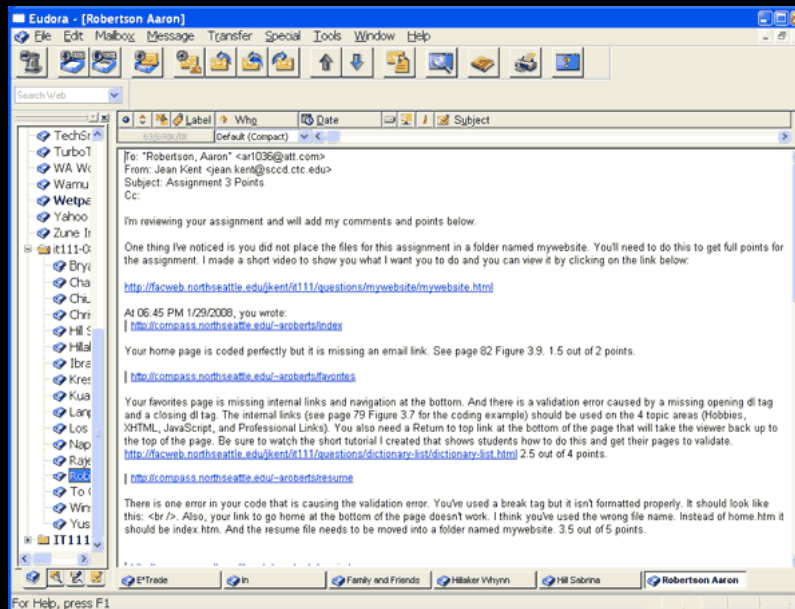 Eudora - [Robertson Aaron]
File Edit Mailbox Message Transfer Special Tools Window Help
Search Web
Label Who Date Subject
63/690K/0K Default (Compact)
TechSr
TurboT
WA Wo
Wamu
Wetpa
Yahoo
Zune Ir
it111-0
Brya
Cha
Chiu
Chri
Hill S
Hillal
Ibra
Kres
Kua
Lanp
Los
Nap
Raje
Rob
To
Win
Yus
IT111
To: "Robertson, Aaron" <ar1036@att.com>
From: Jean Kent <jean.kent@sccd.ctc.edu>
Subject: Assignment 3 Points
Cc:
I'm reviewing your assignment and will add my comments and points below.
One thing I've noticed is you did not place the files for this assignment in a folder named mywebsite. You'll need to do this to get full points for
the assignment. I made a short video to show you what I want you to do and you can view it by clicking on the link below:
http://facweb.northseattle.edu/jkent/it111/questions/mywebsite/mywebsite.html
At 06:45 PM 1/29/2008, you wrote:
http://compass.northseattle.edu/~aroberts/index
Your home page is coded perfectly but it is missing an email link. See page 82 Figure 3.9. 1.5 out of 2 points.
http://compass.northseattle.edu/~aroberts/favorites
Your favorites page is missing internal links and navigation at the bottom. And there is a validation error caused by a missing opening dl tag
and a closing dl tag. The internal links (see page 79 Figure 3.7 for the coding example) should be used on the 4 topic areas (Hobbies,
XHTML, JavaScript, and Professional Links). You also need a Return to top link at the bottom of the page that will take the viewer back up to
the top of the page. Be sure to watch the short tutorial I created that shows students how to do this and get their pages to validate.
http://facweb.northseattle.edu/jkent/it111/questions/dictionary-list/dictionary-list.html 2.5 out of 4 points.
http://compass.northseattle.edu/~aroberts/resume
There is one error in your code that is causing the validation error. You've used a break tag but it isn't formatted properly. It should look like
this: <br />. Also, your link to go home at the bottom of the page doesn't work. I think you've used the wrong file name. Instead of home.htm it
should be index.htm. And the resume file needs to be moved into a folder named mywebsite. 3.5 out of 5 points.
E*Trade In Family and Friends Hillaker Whynn Hill Sabrina Robertson Aaron
For Help, press F1